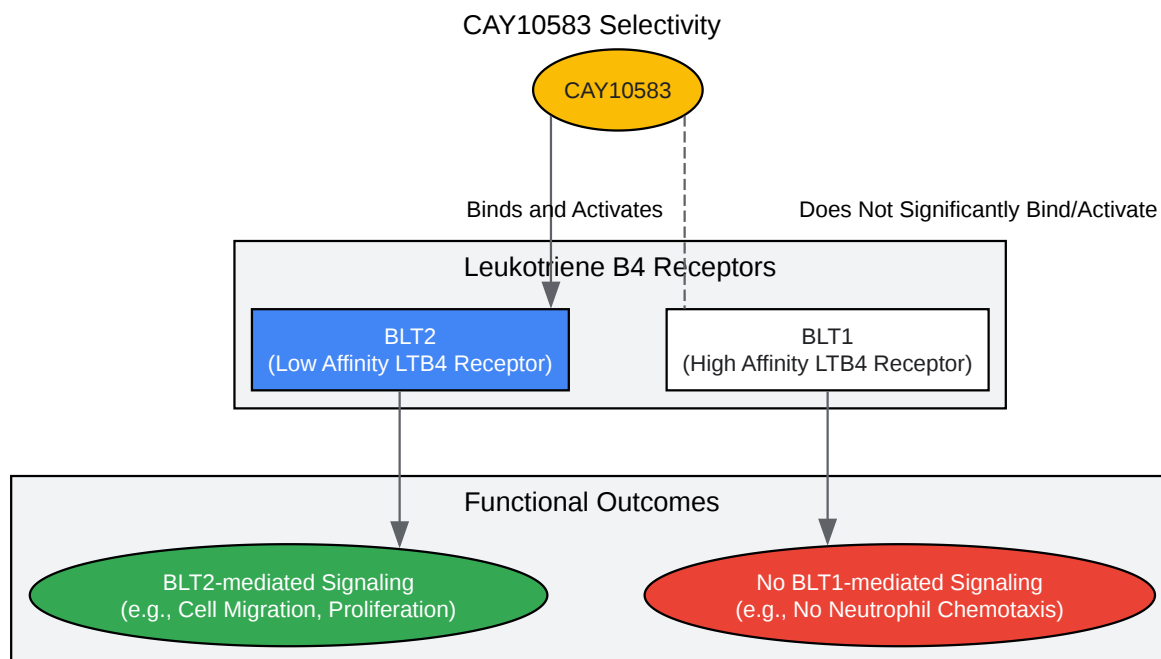 CAY10583 Selectivity
CAY10583
Binds and Activates
Does Not Significantly Bind/Activate
Leukotriene B4 Receptors
BLT2
(Low Affinity LTB4 Receptor)
BLT1
(High Affinity LTB4 Receptor)
Functional Outcomes
BLT2-mediated Signaling
(e.g., Cell Migration, Proliferation)
No BLT1-mediated Signaling
(e.g., No Neutrophil Chemotaxis)